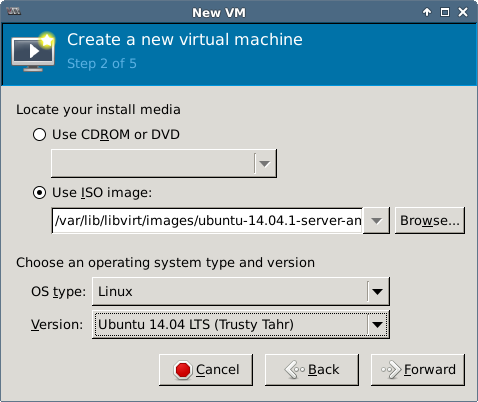 New VM
Create a new virtual machine
Step 2 of 5
Locate your install media
Use CDROM or DVD
Use ISO image:
/var/lib/libvirt/images/ubuntu-14.04.1-server-an
Browse...
Choose an operating system type and version
OS type: Linux
Version: Ubuntu 14.04 LTS (Trusty Tahr)
Cancel Back Forward